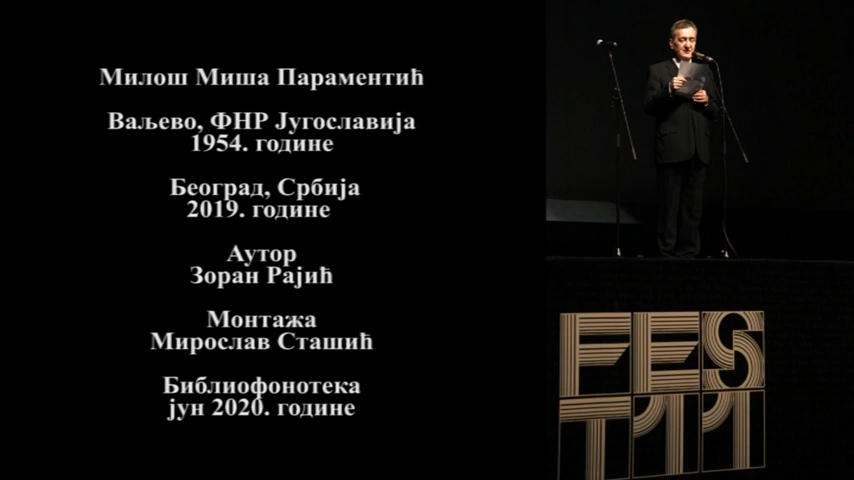 Милош Миша Параментић
Ваљево, ФНР Југославија
1954. године
Београд, Србија
2019. године
Аутор
Зоран Рајић
Монтажа
Мирослав Сташић
Библиофонотека
јун 2020. године
FES
T11